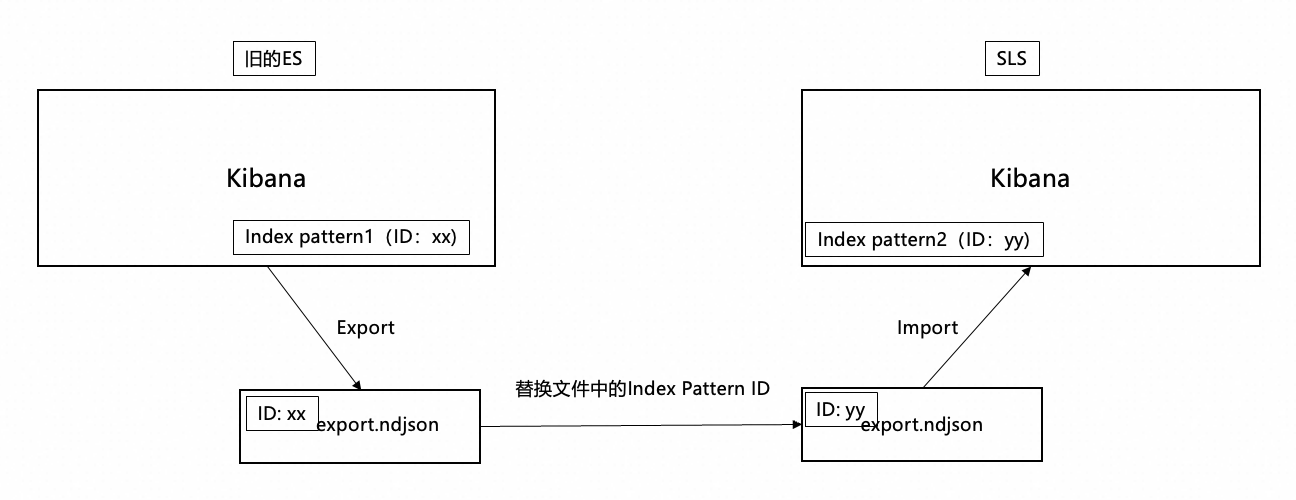 旧的ES
SLS
Kibana
Kibana
Index pattern1（ID：xx)
Index pattern2（ID：yy)
Export
Import
替换文件中的Index Pattern ID
ID: xx
export.ndjson
ID: yy
export.ndjson